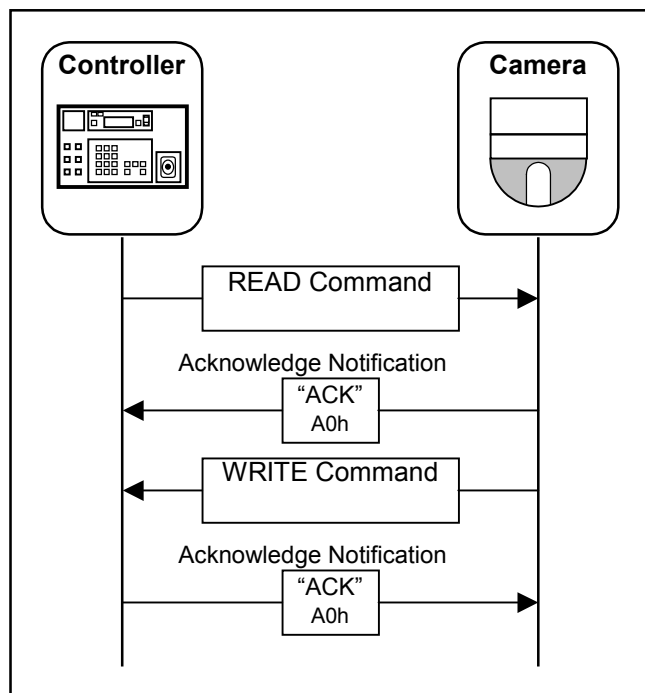 Controller
Camera
READ Command
Acknowledge Notification
“ACK”
A0h
WRITE Command
Acknowledge Notification
“ACK”
A0h